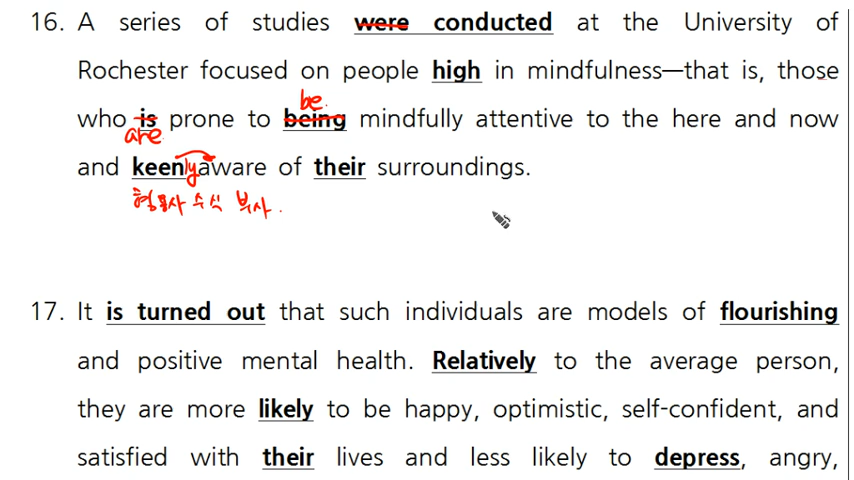 16. A series of studies were conducted at the University of
Rochester focused on people high in mindfulness—that is, those
be
who is prone to being mindfully attentive to the here and now
are
and keenly aware of their surroundings.
형용사 수식 부사.
17. It is turned out that such individuals are models of flourishing
and positive mental health. Relatively to the average person,
they are more likely to be happy, optimistic, self-confident, and
satisfied with their lives and less likely to depress, angry,